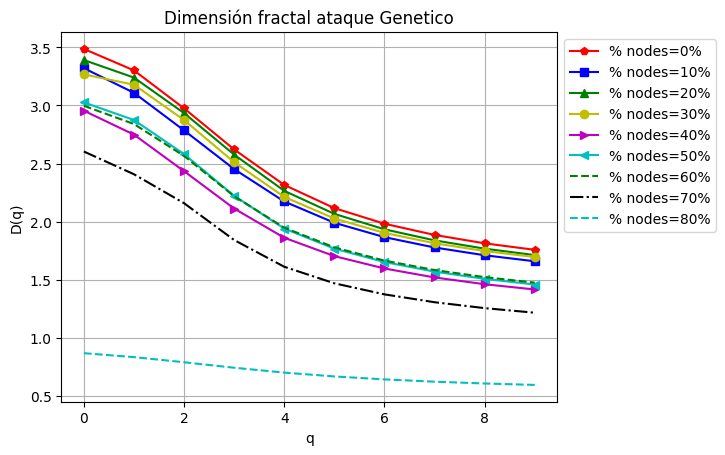 Dimensión fractal ataque Genetico
3.5
3.0
2.5
2.0
1.5
1.0
0.5
D(q)
0
2
4
6
8
q
% nodes=0%
% nodes=10%
% nodes=20%
% nodes=30%
% nodes=40%
% nodes=50%
% nodes=60%
% nodes=70%
% nodes=80%